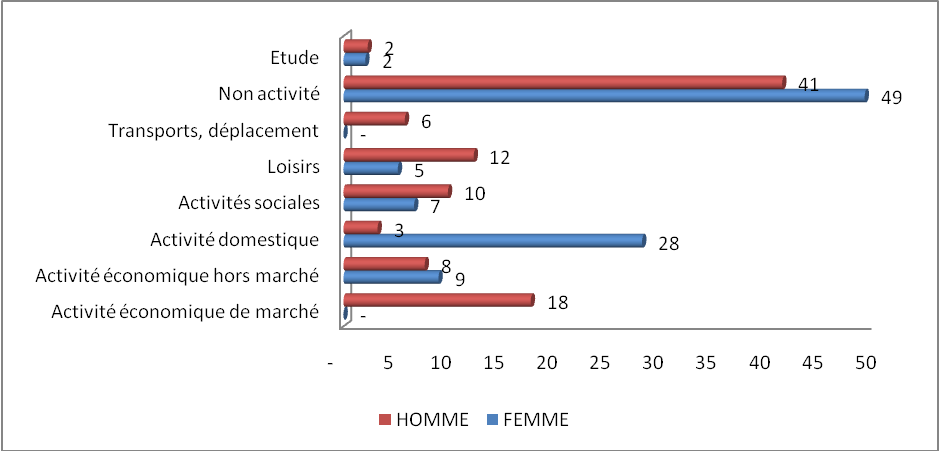 Etude 2
2
Non activité 41
49
Transports, déplacement 6
-
Loisirs 12
5
Activités sociales 10
7
Activité domestique 3
28
Activité économique hors marché 8
9
Activité économique de marché 18
-
- 5 10 15 20 25 30 35 40 45 50
HOMME FEMME